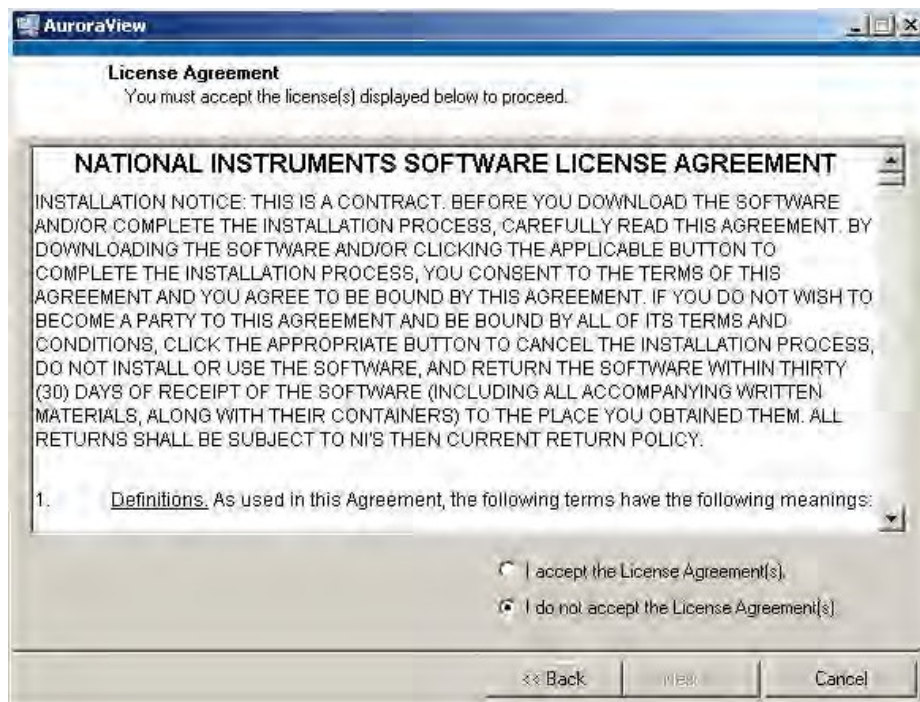 AuroraView
License Agreement
You must accept the license(s) displayed below to proceed.
NATIONAL INSTRUMENTS SOFTWARE LICENSE AGREEMENT
INSTALLATION NOTICE: THIS IS A CONTRACT. BEFORE YOU DOWNLOAD THE SOFTWARE
AND/OR COMPLETE THE INSTALLATION PROCESS, CAREFULLY READ THIS AGREEMENT. BY
DOWNLOADING THE SOFTWARE AND/OR CLICKING THE APPLICABLE BUTTON TO
COMPLETE THE INSTALLATION PROCESS, YOU CONSENT TO THE TERMS OF THIS
AGREEMENT AND YOU AGREE TO BE BOUND BY THIS AGREEMENT. IF YOU DO NOT WISH TO
BECOME A PARTY TO THIS AGREEMENT AND BE BOUND BY ALL OF ITS TERMS AND
CONDITIONS, CLICK THE APPROPRIATE BUTTON TO CANCEL THE INSTALLATION PROCESS,
DO NOT INSTALL OR USE THE SOFTWARE, AND RETURN THE SOFTWARE WITHIN THIRTY
(30) DAYS OF RECEIPT OF THE SOFTWARE (INCLUDING ALL ACCOMPANYING WRITTEN
MATERIALS, ALONG WITH THEIR CONTAINERS) TO THE PLACE YOU OBTAINED THEM. ALL
RETURNS SHALL BE SUBJECT TO NI'S THEN CURRENT RETURN POLICY.
1. Definitions. As used in this Agreement, the following terms have the following meanings:
I accept the License Agreement(s).
I do not accept the License Agreement(s).
<< Back
Cancel